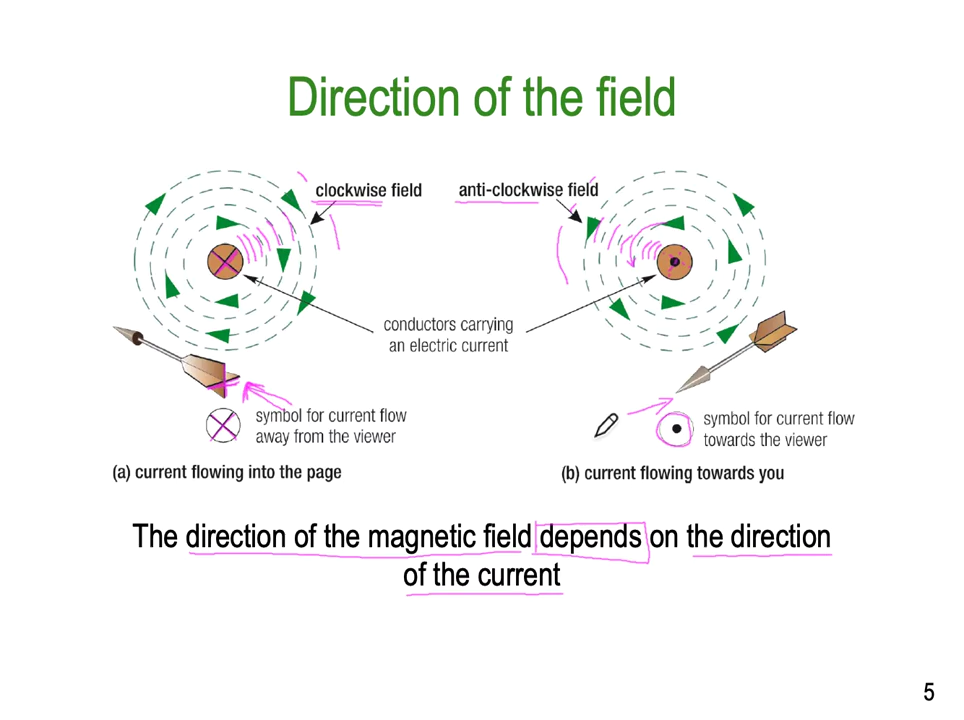 Direction of the field
clockwise field
anti-clockwise field
conductors carrying
an electric current
symbol for current flow
away from the viewer
symbol for current flow
towards the viewer
(a) current flowing into the page
(b) current flowing towards you
The direction of the magnetic field depends on the direction
of the current
5